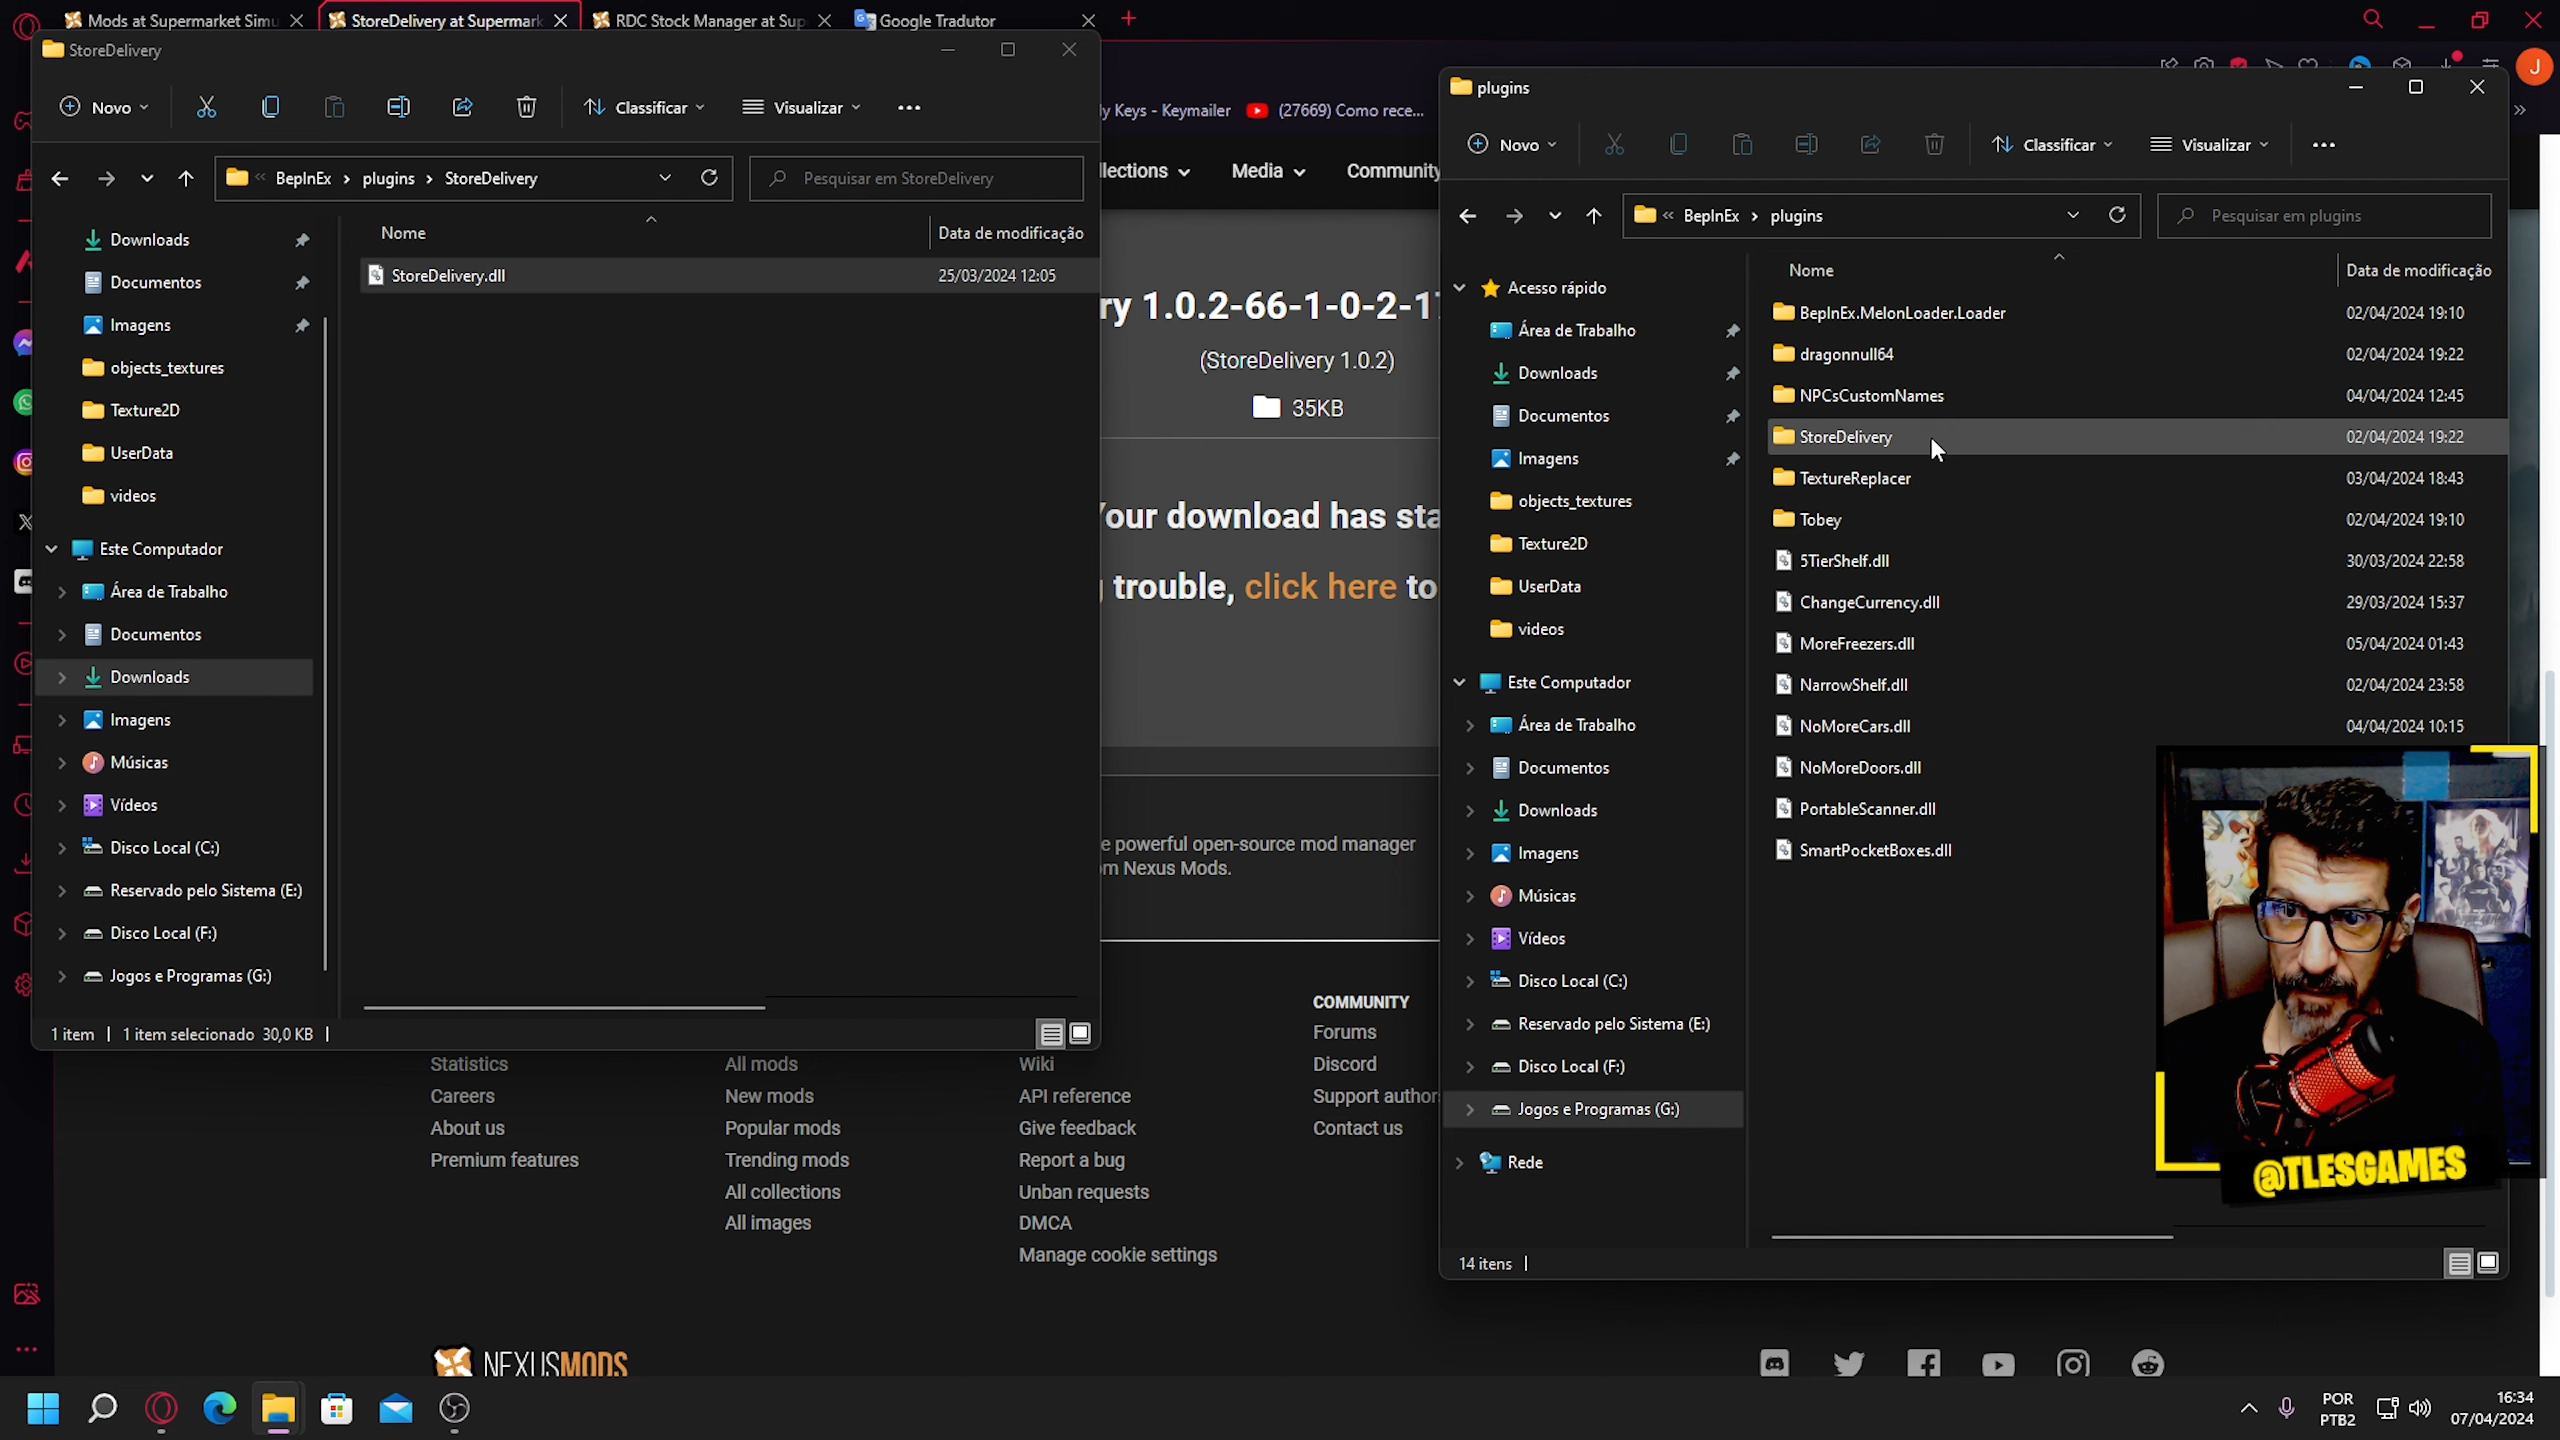 Mods at Supermarket Simu
StoreDelivery at Supermark
RDC Stock Manager at Sup
Google Tradutor
StoreDelivery
Novo
Classificar
Visualizar
BepInEx > plugins > StoreDelivery
Pesquisar em StoreDelivery
Nome
Data de modificação
StoreDelivery.dll
25/03/2024 12:05
Downloads
Documentos
Imagens
objects_textures
Texture2D
UserData
videos
Este Computador
Área de Trabalho
Documentos
Downloads
Imagens
Músicas
Vídeos
Disco Local (C:)
Reservado pelo Sistema (E:)
Disco Local (F:)
Jogos e Programas (G:)
1 item
1 item selecionado 30,0 KB
y Keys - Keymailer
(27669) Como rece...
llections
Media
Community
ry 1.0.2-66-1-0-2-17
(StoreDelivery 1.0.2)
35KB
Your download has sta
trouble, click here to
e powerful open-source mod manager
om Nexus Mods.
Statistics
Careers
About us
Premium features
All mods
New mods
Popular mods
Trending mods
All collections
All images
Wiki
API reference
Give feedback
Report a bug
Unban requests
DMCA
Manage cookie settings
COMMUNITY
Forums
Discord
Support author
Contact us
NEXUSMODS
J
plugins
Novo
Classificar
Visualizar
BepInEx > plugins
Pesquisar em plugins
Acesso rápido
Área de Trabalho
Downloads
Documentos
Imagens
objects_textures
Texture2D
UserData
videos
Este Computador
Área de Trabalho
Documentos
Downloads
Imagens
Músicas
Vídeos
Disco Local (C:)
Reservado pelo Sistema (E:)
Disco Local (F:)
Jogos e Programas (G:)
Rede
Nome
Data de modificação
BepInEx.MelonLoader.Loader
02/04/2024 19:10
dragonnull64
02/04/2024 19:22
NPCsCustomNames
04/04/2024 12:45
StoreDelivery
02/04/2024 19:22
TextureReplacer
03/04/2024 18:43
Tobey
02/04/2024 19:10
5TierShelf.dll
30/03/2024 22:58
ChangeCurrency.dll
29/03/2024 15:37
MoreFreezers.dll
05/04/2024 01:43
NarrowShelf.dll
02/04/2024 23:58
NoMoreCars.dll
04/04/2024 10:15
NoMoreDoors.dll
PortableScanner.dll
SmartPocketBoxes.dll
14 itens
@TLESGAMES
POR
PTB2
16:34
07/04/2024